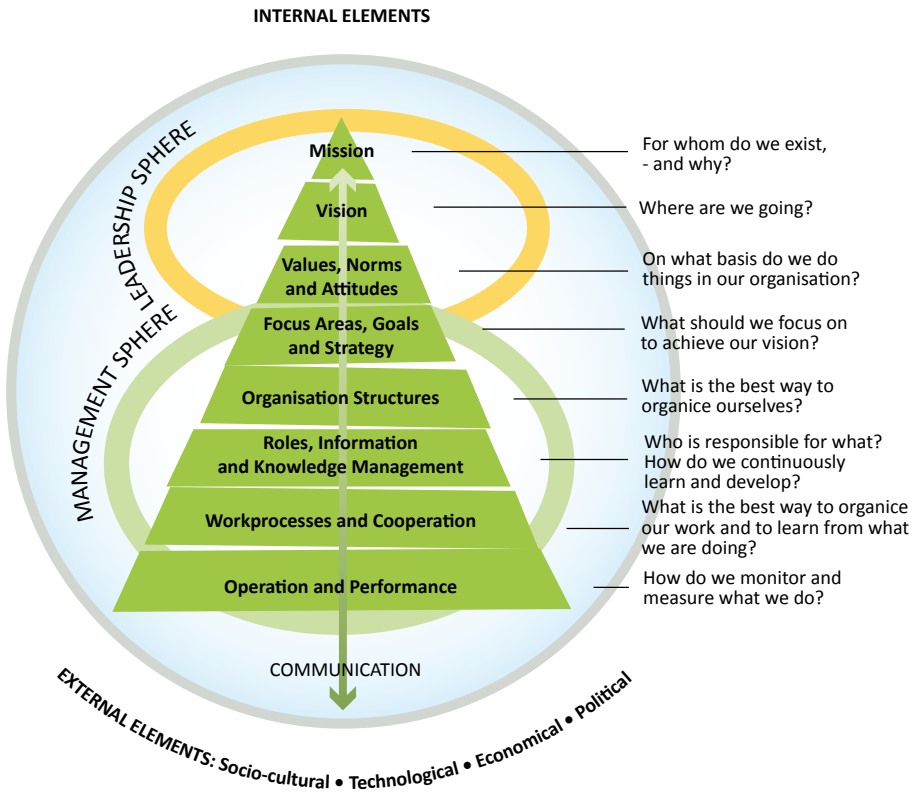 INTERNAL ELEMENTS
LEADERSHIP SPHERE
MANAGEMENT SPHERE
Mission
For whom do we exist,
- and why?
Vision
Where are we going?
Values, Norms
and Attitudes
On what basis do we do
things in our organisation?
Focus Areas, Goals
and Strategy
What should we focus on
to achieve our vision?
Organisation Structures
What is the best way to
organice ourselves?
Roles, Information
and Knowledge Management
Who is responsible for what?
How do we continuously
learn and develop?
Workprocesses and Cooperation
What is the best way to organice
our work and to learn from what
we are doing?
Operation and Performance
How do we monitor and
measure what we do?
COMMUNICATION
EXTERNAL ELEMENTS: Socio-cultural • Technological • Economical • Political